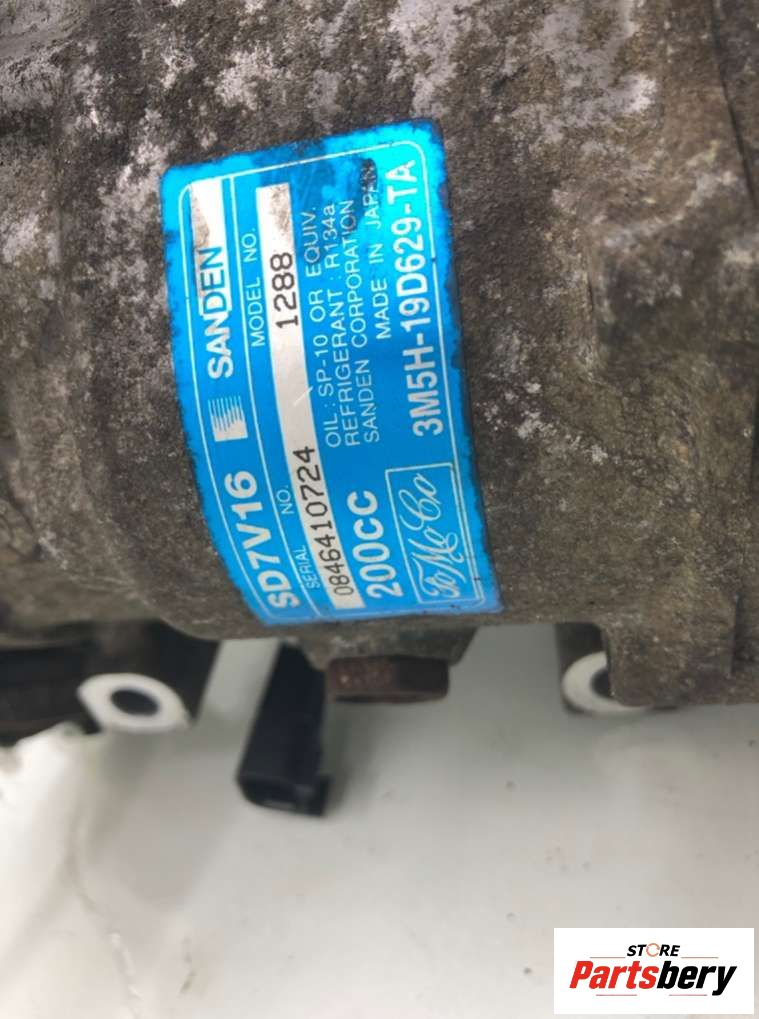 SD7V16 SANDEN
MODEL NO.
1288
SERIAL NO.
0846410724
OIL : SP-10 OR EQUIV.
REFRIGERANT : R134a
SANDEN CORPORATION
MADE IN JAPAN
200CC
FoMoCo
3M5H-19D629-TA
STORE
Partsbery